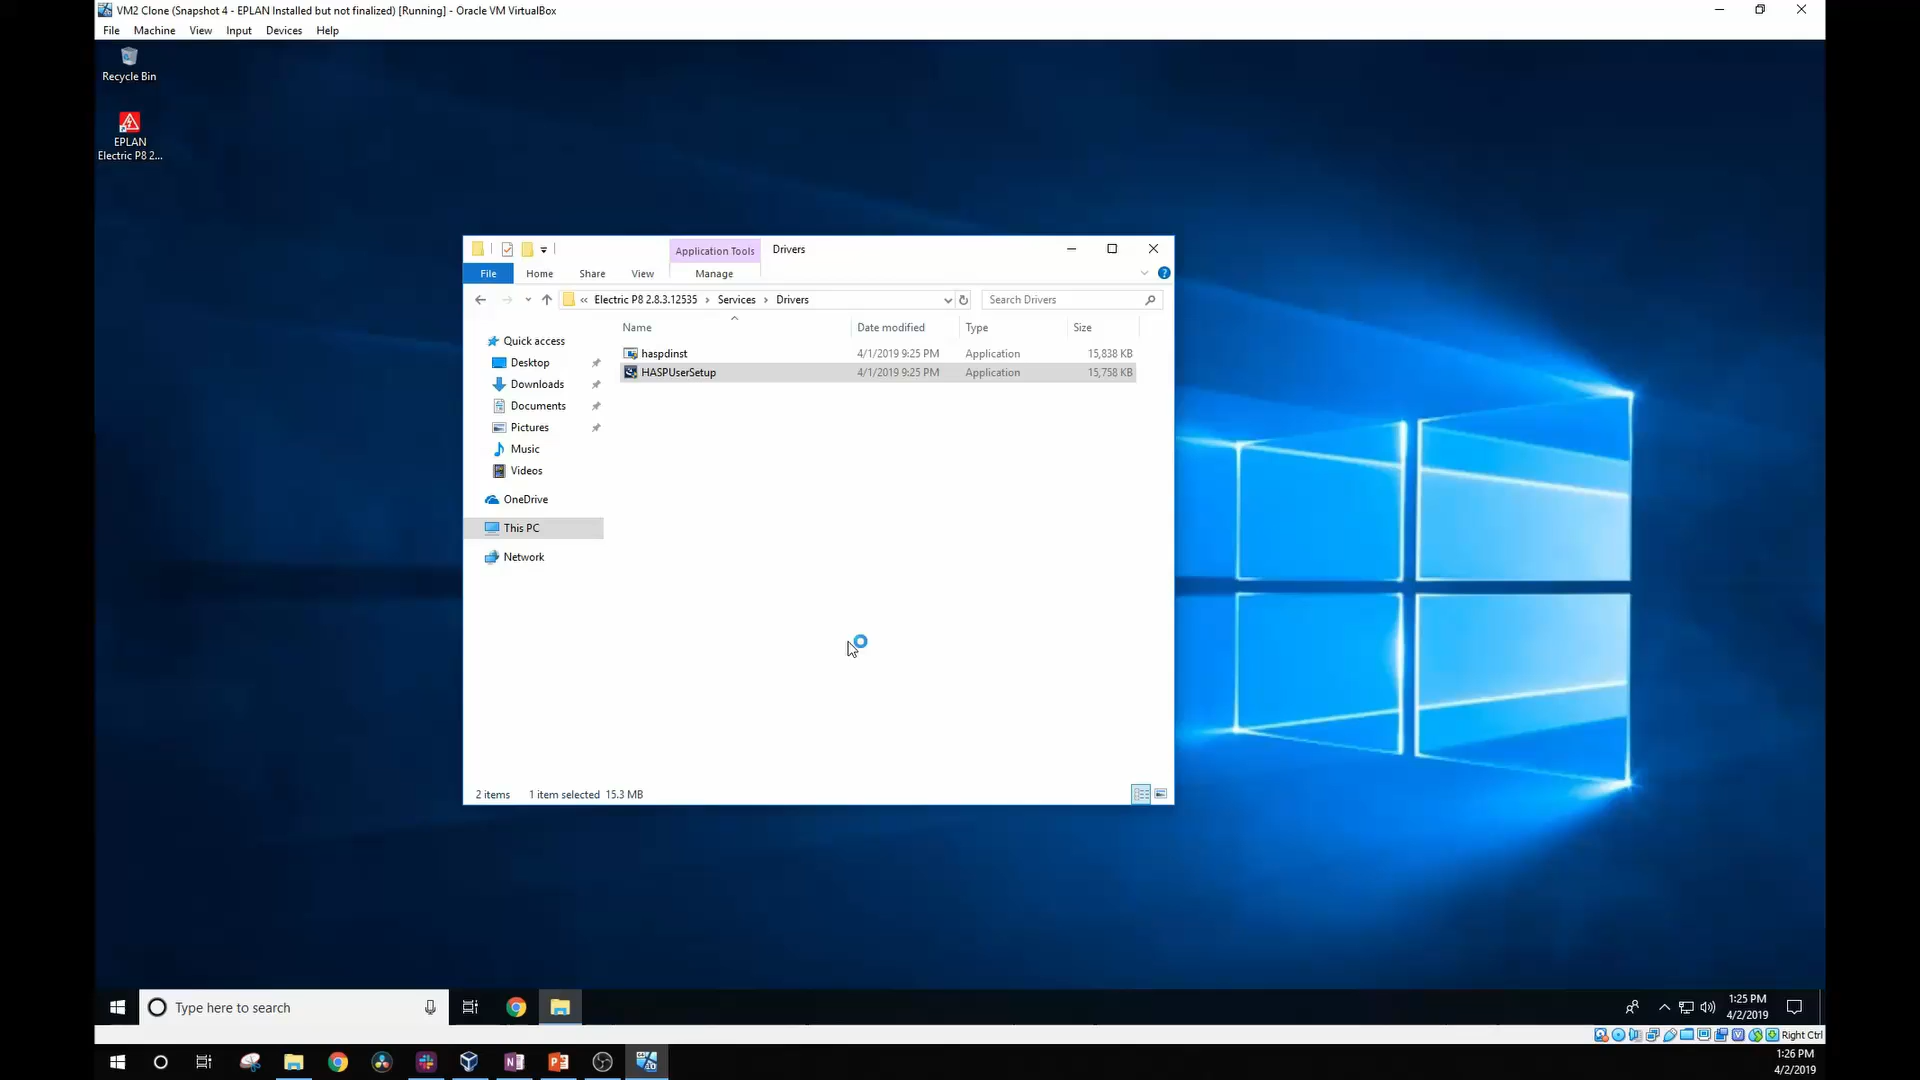 VM2 Clone (Snapshot 4 - EPLAN Installed but not finalized) [Running] - Oracle VM VirtualBox
File Machine View Input Devices Help
Recycle Bin
EPLAN
Electric P8 2...
Application Tools Drivers
File Home Share View Manage
« Electric P8 2.8.3.12535 › Services › Drivers Search Drivers
Name Date modified Type Size
haspdinst 4/1/2019 9:25 PM Application 15,838 KB
HASPUserSetup 4/1/2019 9:25 PM Application 15,758 KB
Quick access
Desktop
Downloads
Documents
Pictures
Music
Videos
OneDrive
This PC
Network
2 items 1 item selected 15.3 MB
Type here to search
1:25 PM
4/2/2019
Right Ctrl
1:26 PM
4/2/2019